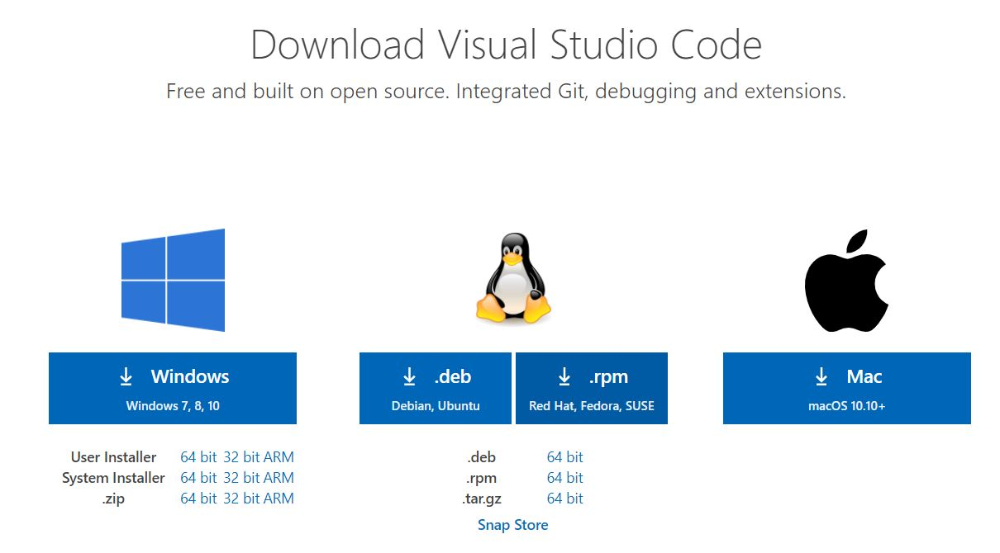 Download Visual Studio Code
Free and built on open source. Integrated Git, debugging and extensions.
Windows
Windows 7, 8, 10
User Installer 64 bit 32 bit ARM
System Installer 64 bit 32 bit ARM
.zip 64 bit 32 bit ARM
.deb
Debian, Ubuntu
.rpm
Red Hat, Fedora, SUSE
.deb 64 bit
.rpm 64 bit
.tar.gz 64 bit
Snap Store
Mac
macOS 10.10+